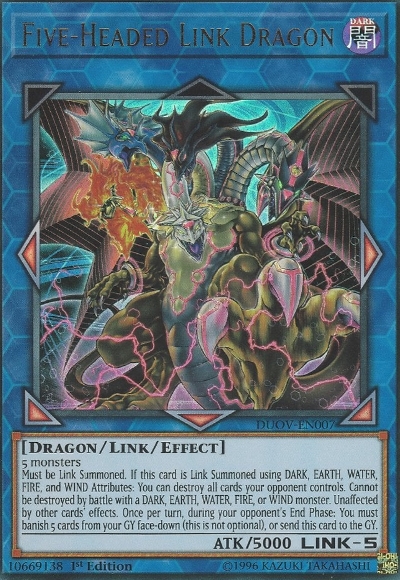 FIVE-HEADED LINK DRAGON
DARK
闇
DUOV-EN007
[DRAGON/LINK/EFFECT]
5 monsters
Must be Link Summoned. If this card is Link Summoned using DARK, EARTH, WATER,
FIRE, and WIND Attributes: You can destroy all cards your opponent controls. Cannot
be destroyed by battle with a DARK, EARTH, WATER, FIRE, or WIND monster. Unaffected
by other cards' effects. Once per turn, during your opponent's End Phase: You must
banish 5 cards from your GY face-down (this is not optional), or send this card to the GY.
ATK/5000 LINK-5
10669138 1st Edition ©1996 KAZUKI TAKAHASHI